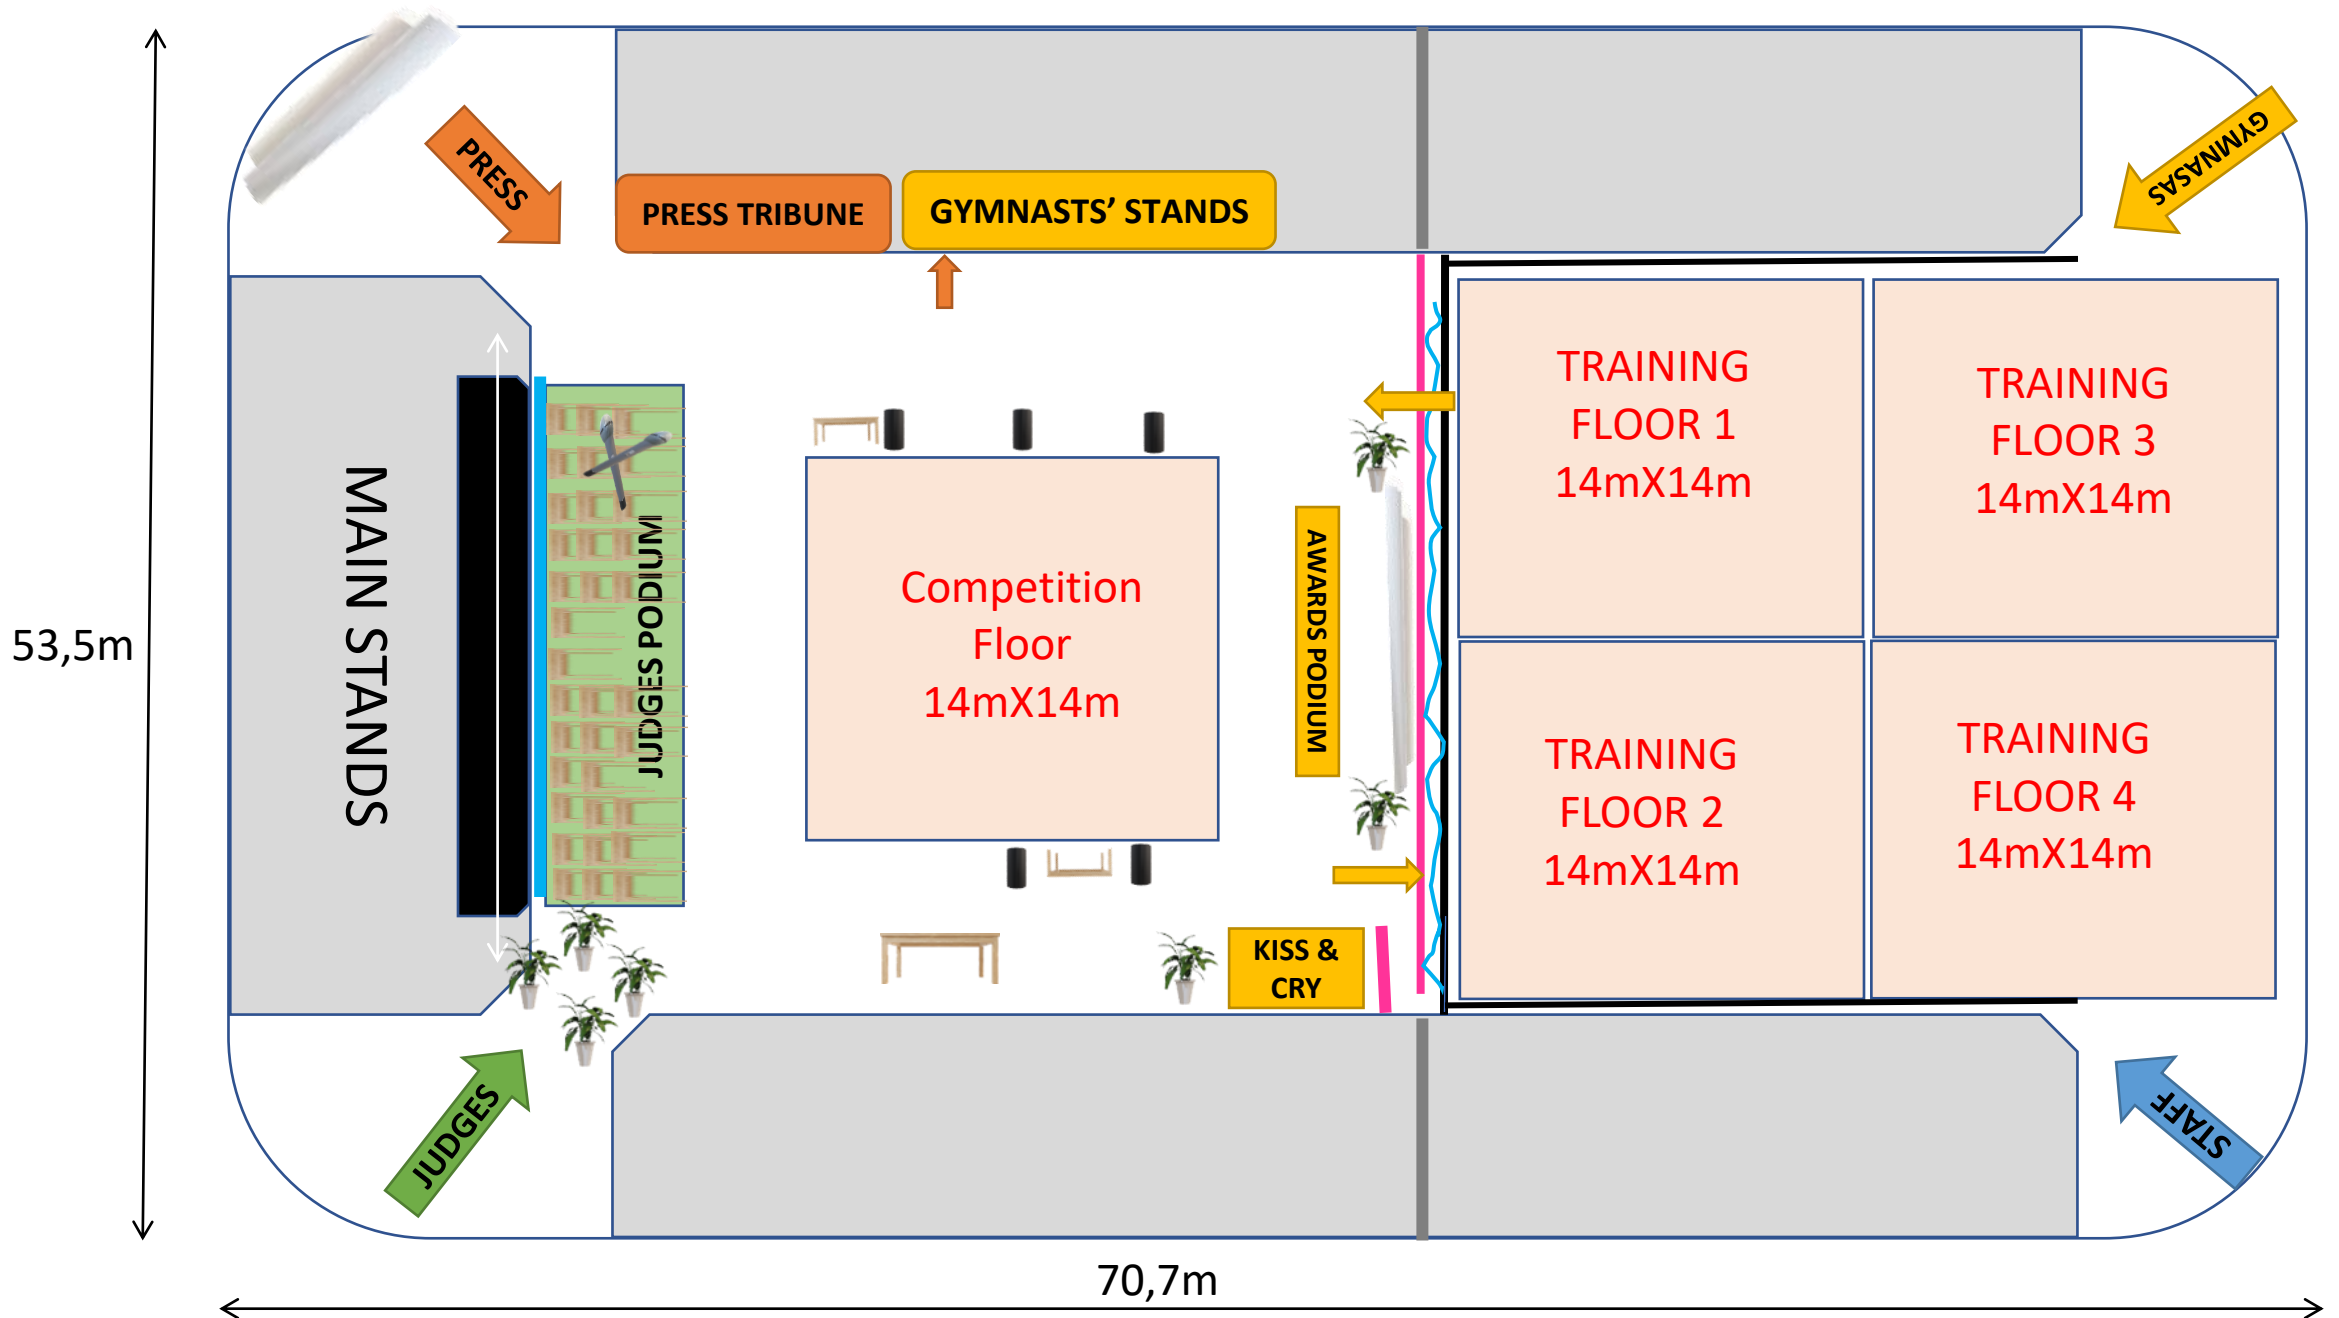 PRESS
GYMNASAS
PRESS TRIBUNE
GYMNASTS’ STANDS
MAIN STANDS
JUDGES PODIUM
Competition
Floor
14mX14m
AWARDS PODIUM
TRAINING
FLOOR 1
14mX14m
TRAINING
FLOOR 3
14mX14m
TRAINING
FLOOR 2
14mX14m
TRAINING
FLOOR 4
14mX14m
53,5m
KISS &
CRY
JUDGES
STAFF
70,7m